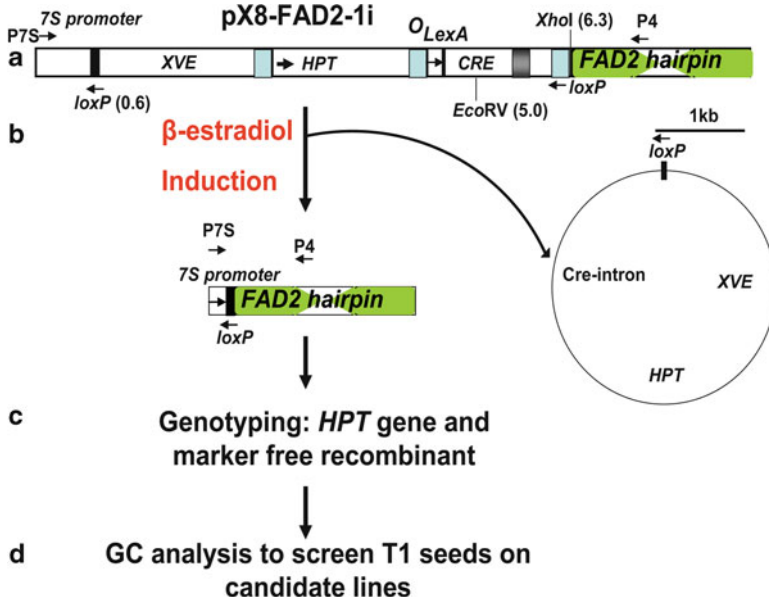 pX8-FAD2-1i
P7S 7S promoter
OLexA
XhoI (6.3)
P4
a
XVE HPT CRE FAD2 hairpin
loxP (0.6)
EcoRV (5.0)
loxP
b
β-estradiol
Induction
1kb
loxP
Cre-intron
XVE
HPT
P7S
P4
7S promoter
FAD2 hairpin
loxP
c
Genotyping: HPT gene and
marker free recombinant
d
GC analysis to screen T1 seeds on
candidate lines